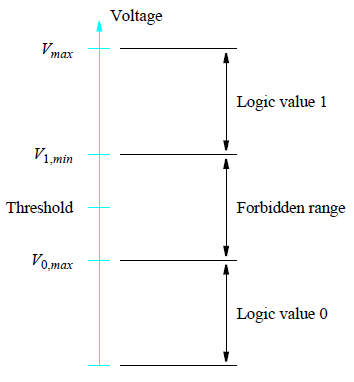 Voltage
Vmax
Logic value 1
V1,min
Threshold
Forbidden range
V0,max
Logic value 0